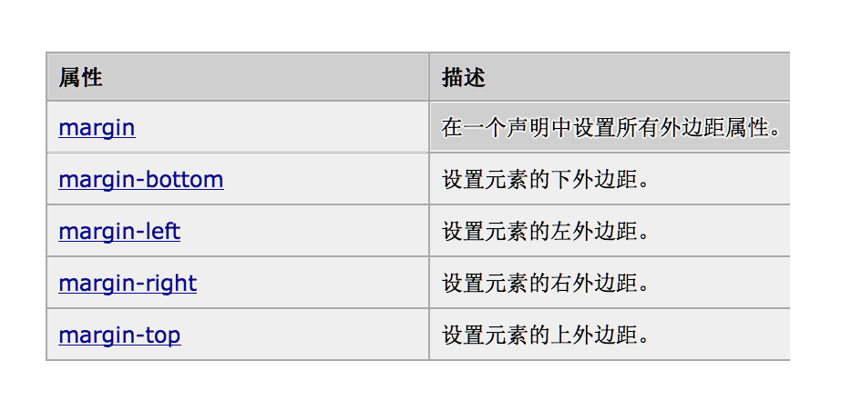 属性 描述
margin 在一个声明中设置所有外边距属性。
margin-bottom 设置元素的下外边距。
margin-left 设置元素的左外边距。
margin-right 设置元素的右外边距。
margin-top 设置元素的上外边距。